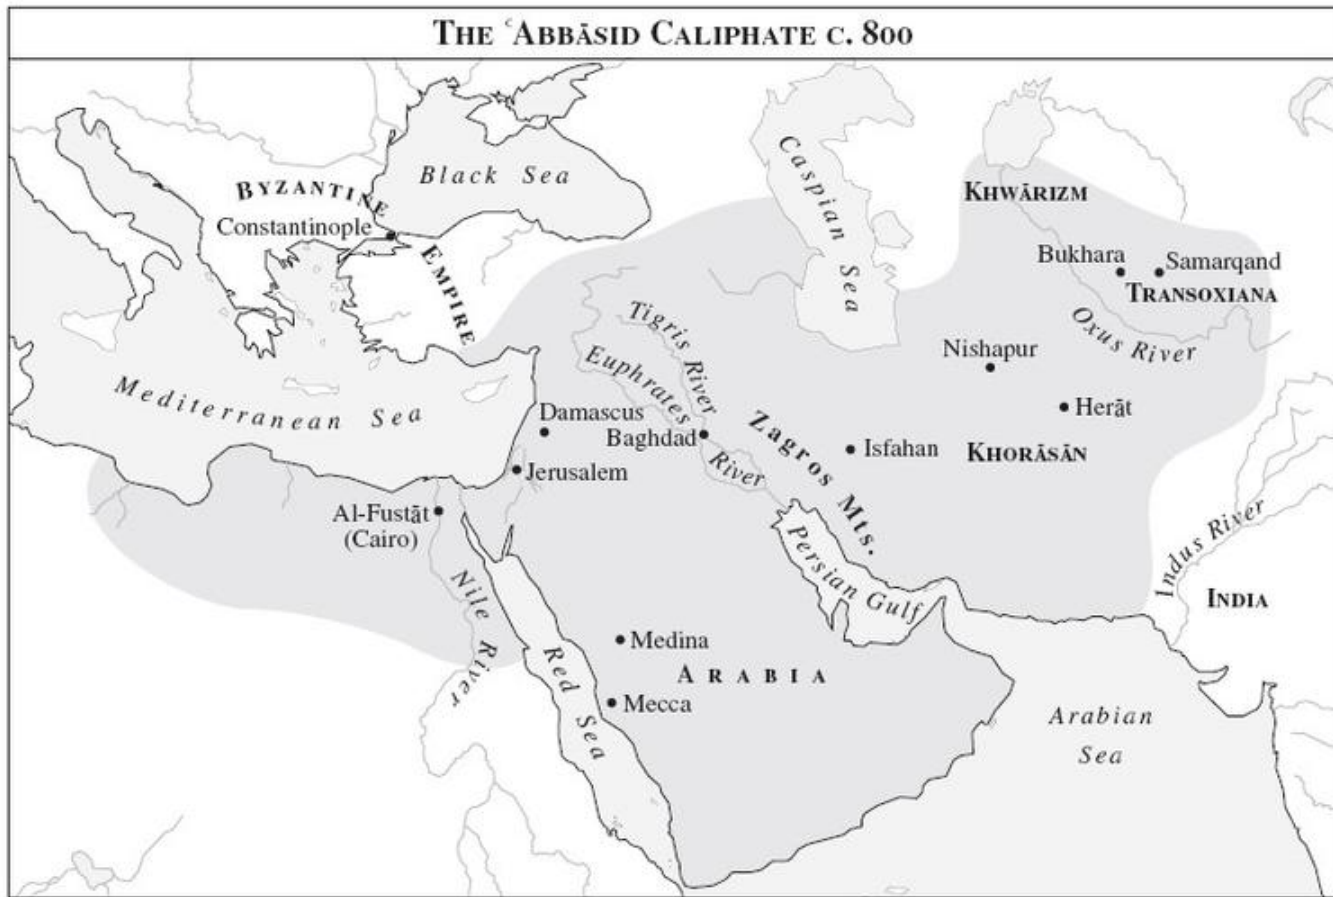 THE ʿABBĀSID CALIPHATE C. 800
Black Sea
Caspian Sea
BYZANTINE EMPIRE
Constantinople
KHWĀRIZM
Bukhara
Samarqand
TRANSOXIANA
Oxus River
Tigris River
Euphrates River
Nishapur
Herāt
Mediterranean Sea
Damascus
Baghdad
Zagros Mts.
Isfahan
KHORĀSĀN
Jerusalem
Al-Fustāt
(Cairo)
Persian Gulf
Indus River
INDIA
Nile River
Medina
ARABIA
Red Sea
Mecca
Arabian
Sea